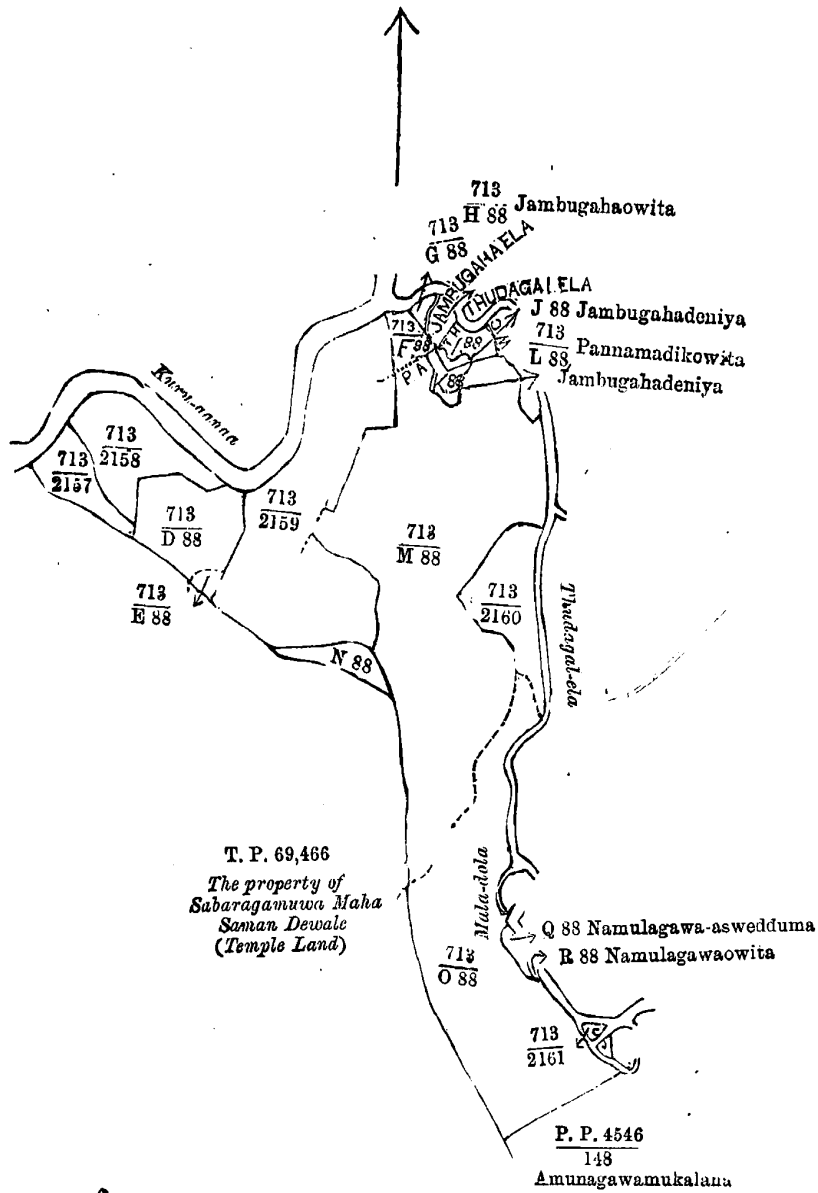 713
H 88 Jambugahaowita
713
G 88
JAMBUGAHAELA
THUDAGALELA
J 88 Jambugahadeniya
713
F 88
88
713
L 88 Pannamadikowita
PATH
88
Jambugahadeniya
713
2158
713
2157
713
D 88
713
2159
713
M 88
713
E 88
713
2160
Thudagal-ela
N 88
T. P. 69,466
The property of
Sabaragamuwa Maha
Saman Dewale
(Temple Land)
Mala-dola
Q 88 Namulagawa-aswedduma
R 88 Namulagawaowita
713
O 88
713
2161
P. P. 4546
148
Amunagawamukalana